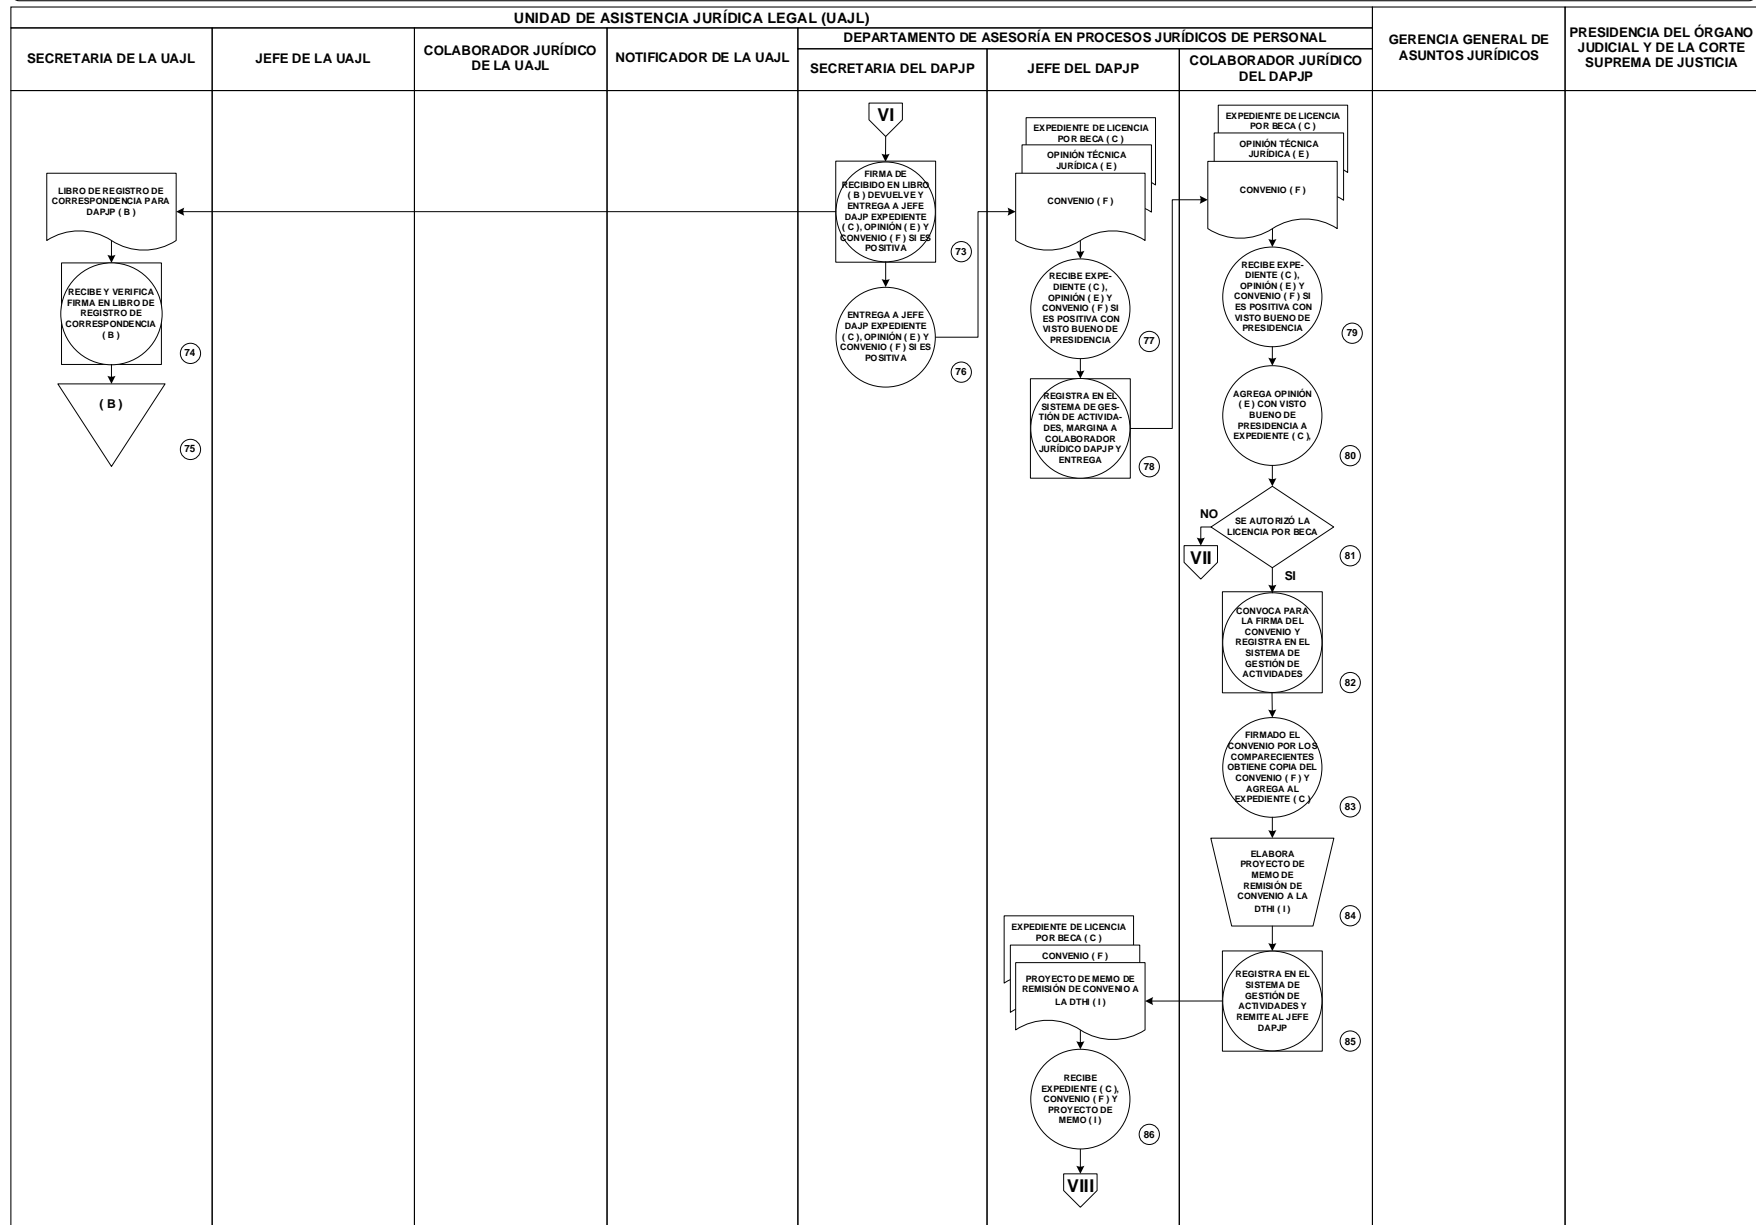 UNIDAD DE ASISTENCIA JURÍDICA LEGAL (UAJL)
SECRETARIA DE LA UAJL
JEFE DE LA UAJL
COLABORADOR JURÍDICO
DE LA UAJL
NOTIFICADOR DE LA UAJL
DEPARTAMENTO DE ASESORÍA EN PROCESOS JURÍDICOS DE PERSONAL
SECRETARIA DEL DAPJP
JEFE DEL DAPJP
COLABORADOR JURÍDICO
DEL DAPJP
GERENCIA GENERAL DE
ASUNTOS JURÍDICOS
PRESIDENCIA DEL ÓRGANO
JUDICIAL Y DE LA CORTE
SUPREMA DE JUSTICIA
VI
FIRMA DE
RECIBIDO EN LIBRO
( B ) DEVUELVE Y
ENTREGA A JEFE
DAJP EXPEDIENTE
( C ), OPINIÓN ( E ) Y
CONVENIO ( F ) SI ES
POSITIVA
73
LIBRO DE REGISTRO DE
CORRESPONDENCIA PARA
DAPJP ( B )
RECIBE Y VERIFICA
FIRMA EN LIBRO DE
REGISTRO DE
CORRESPONDENCIA
( B )
74
( B )
75
ENTREGA A JEFE
DAJP EXPEDIENTE
( C ), OPINIÓN ( E ) Y
CONVENIO ( F ) SI ES
POSITIVA
76
EXPEDIENTE DE LICENCIA
POR BECA ( C )
OPINIÓN TÉCNICA
JURÍDICA ( E )
CONVENIO ( F )
RECIBE EXPE-
DIENTE ( C ),
OPINIÓN ( E ) Y
CONVENIO ( F ) SI
ES POSITIVA CON
VISTO BUENO DE
PRESIDENCIA
77
REGISTRA EN EL
SISTEMA DE GES-
TIÓN DE ACTIVIDA-
DES, MARGINA A
COLABORADOR
JURÍDICO DAPJP Y
ENTREGA
78
EXPEDIENTE DE LICENCIA
POR BECA ( C )
OPINIÓN TÉCNICA
JURÍDICA ( E )
CONVENIO ( F )
RECIBE EXPE-
DIENTE ( C ),
OPINIÓN ( E ) Y
CONVENIO ( F ) SI
ES POSITIVA CON
VISTO BUENO DE
PRESIDENCIA
79
AGREGA OPINIÓN
( E ) CON VISTO
BUENO DE
PRESIDENCIA A
EXPEDIENTE ( C ),
80
SE AUTORIZÓ LA
LICENCIA POR BECA
81
NO
VII
SI
CONVOCA PARA
LA FIRMA DEL
CONVENIO Y
REGISTRA EN EL
SISTEMA DE
GESTIÓN DE
ACTIVIDADES
82
FIRMADO EL
CONVENIO POR LOS
COMPARECIENTES
OBTIENE COPIA DEL
CONVENIO ( F ) Y
AGREGA AL
EXPEDIENTE ( C )
83
ELABORA
PROYECTO DE
MEMO DE
REMISIÓN DE
CONVENIO A LA
DTHI ( I )
84
REGISTRA EN EL
SISTEMA DE
GESTIÓN DE
ACTIVIDADES Y
REMITE AL JEFE
DAPJP
85
EXPEDIENTE DE LICENCIA
POR BECA ( C )
CONVENIO ( F )
PROYECTO DE MEMO DE
REMISIÓN DE CONVENIO A
LA DTHI ( I )
RECIBE
EXPEDIENTE ( C ),
CONVENIO ( F ) Y
PROYECTO DE
MEMO ( I )
86
VIII